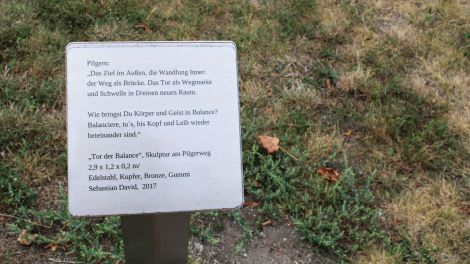 Pilgern:
„Das Ziel im Außen, die Wandlung Innen.
der Weg als Brücke. Das Tor als Wegmarke
und Schwelle in D'einen neuen Raum.
Wie bringst Du Körper und Geist in Balance?
Balanciere, tu`s, bis Kopf und Leib wieder
beieinander sind.“
„Tor der Balance“, Skulptur am Pilgerweg
2,9 x 1,2 x 0,2 m/
Edelstahl, Kupfer, Bronze, Gummi
Sebastian David, 2017